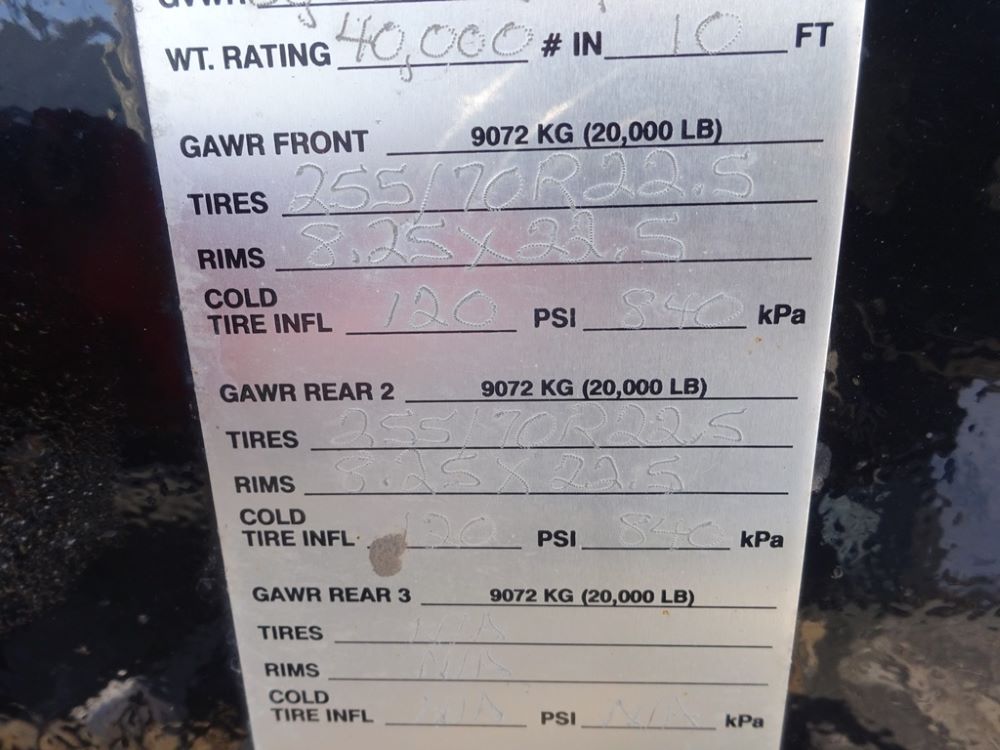 GVWR
WT. RATING 40,000 # IN 10 FT
GAWR FRONT 9072 KG (20,000 LB)
TIRES 255/70R22.5
RIMS 8.25X22.5
COLD
TIRE INFL 120 PSI 840 kPa
GAWR REAR 2 9072 KG (20,000 LB)
TIRES 255/70R22.5
RIMS 8.25X22.5
COLD
TIRE INFL 120 PSI 840 kPa
GAWR REAR 3 9072 KG (20,000 LB)
TIRES N/A
RIMS N/A
COLD
TIRE INFL N/A PSI N/A kPa